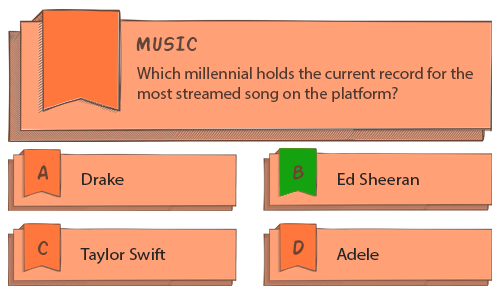 MUSIC
Which millennial holds the current record for the
most streamed song on the platform?
A Drake
B Ed Sheeran
C Taylor Swift
D Adele